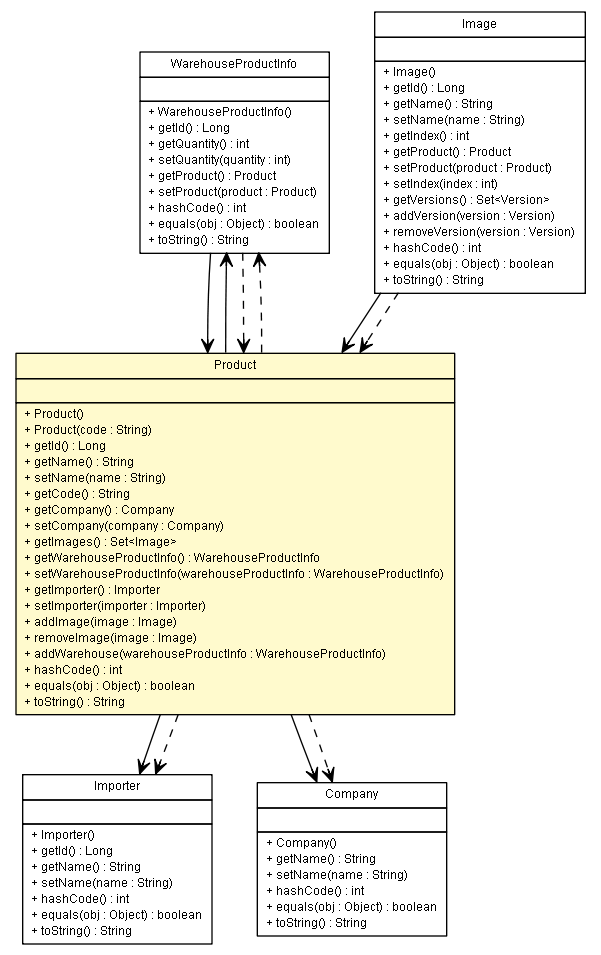 WarehouseProductInfo
+ WarehouseProductInfo()
+ getId() : Long
+ getQuantity() : int
+ setQuantity(quantity : int)
+ getProduct() : Product
+ setProduct(product : Product)
+ hashCode() : int
+ equals(obj : Object) : boolean
+ toString() : String
Image
+ Image()
+ getId() : Long
+ getName() : String
+ setName(name : String)
+ getIndex() : int
+ getProduct() : Product
+ setProduct(product : Product)
+ setIndex(index : int)
+ getVersions() : Set<Version>
+ addVersion(version : Version)
+ removeVersion(version : Version)
+ hashCode() : int
+ equals(obj : Object) : boolean
+ toString() : String
Product
+ Product()
+ Product(code : String)
+ getId() : Long
+ getName() : String
+ setName(name : String)
+ getCode() : String
+ getCompany() : Company
+ setCompany(company : Company)
+ getImages() : Set<Image>
+ getWarehouseProductInfo() : WarehouseProductInfo
+ setWarehouseProductInfo(warehouseProductInfo : WarehouseProductInfo)
+ getImporter() : Importer
+ setImporter(importer : Importer)
+ addImage(image : Image)
+ removeImage(image : Image)
+ addWarehouse(warehouseProductInfo : WarehouseProductInfo)
+ hashCode() : int
+ equals(obj : Object) : boolean
+ toString() : String
Importer
+ Importer()
+ getId() : Long
+ getName() : String
+ setName(name : String)
+ hashCode() : int
+ equals(obj : Object) : boolean
+ toString() : String
Company
+ Company()
+ getName() : String
+ setName(name : String)
+ hashCode() : int
+ equals(obj : Object) : boolean
+ toString() : String